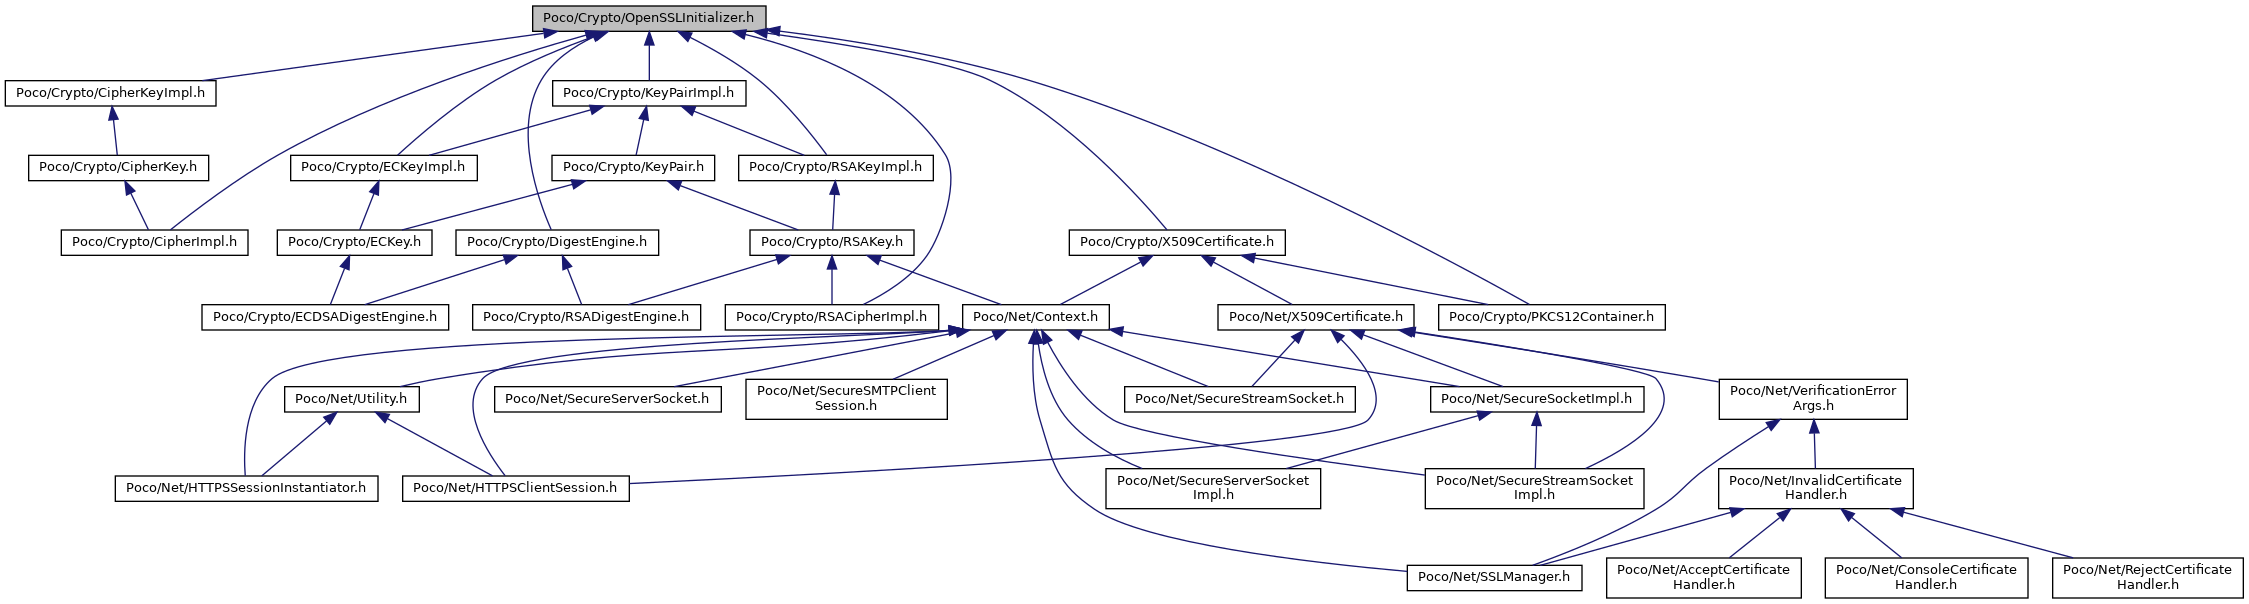 Poco/Crypto/OpenSSLInitializer.h
Poco/Crypto/CipherKeyImpl.h
Poco/Crypto/KeyPairImpl.h
Poco/Crypto/CipherKey.h
Poco/Crypto/ECKeyImpl.h
Poco/Crypto/KeyPair.h
Poco/Crypto/RSAKeyImpl.h
Poco/Crypto/CipherImpl.h
Poco/Crypto/ECKey.h
Poco/Crypto/DigestEngine.h
Poco/Crypto/RSAKey.h
Poco/Crypto/X509Certificate.h
Poco/Crypto/ECDSADigestEngine.h
Poco/Crypto/RSADigestEngine.h
Poco/Crypto/RSACipherImpl.h
Poco/Net/Context.h
Poco/Net/X509Certificate.h
Poco/Crypto/PKCS12Container.h
Poco/Net/Utility.h
Poco/Net/SecureServerSocket.h
Poco/Net/SecureSMTPClient
Session.h
Poco/Net/SecureStreamSocket.h
Poco/Net/SecureSocketImpl.h
Poco/Net/VerificationError
Args.h
Poco/Net/HTTPSSessionInstantiator.h
Poco/Net/HTTPSClientSession.h
Poco/Net/SecureServerSocket
Impl.h
Poco/Net/SecureStreamSocket
Impl.h
Poco/Net/InvalidCertificate
Handler.h
Poco/Net/SSLManager.h
Poco/Net/AcceptCertificate
Handler.h
Poco/Net/ConsoleCertificate
Handler.h
Poco/Net/RejectCertificate
Handler.h